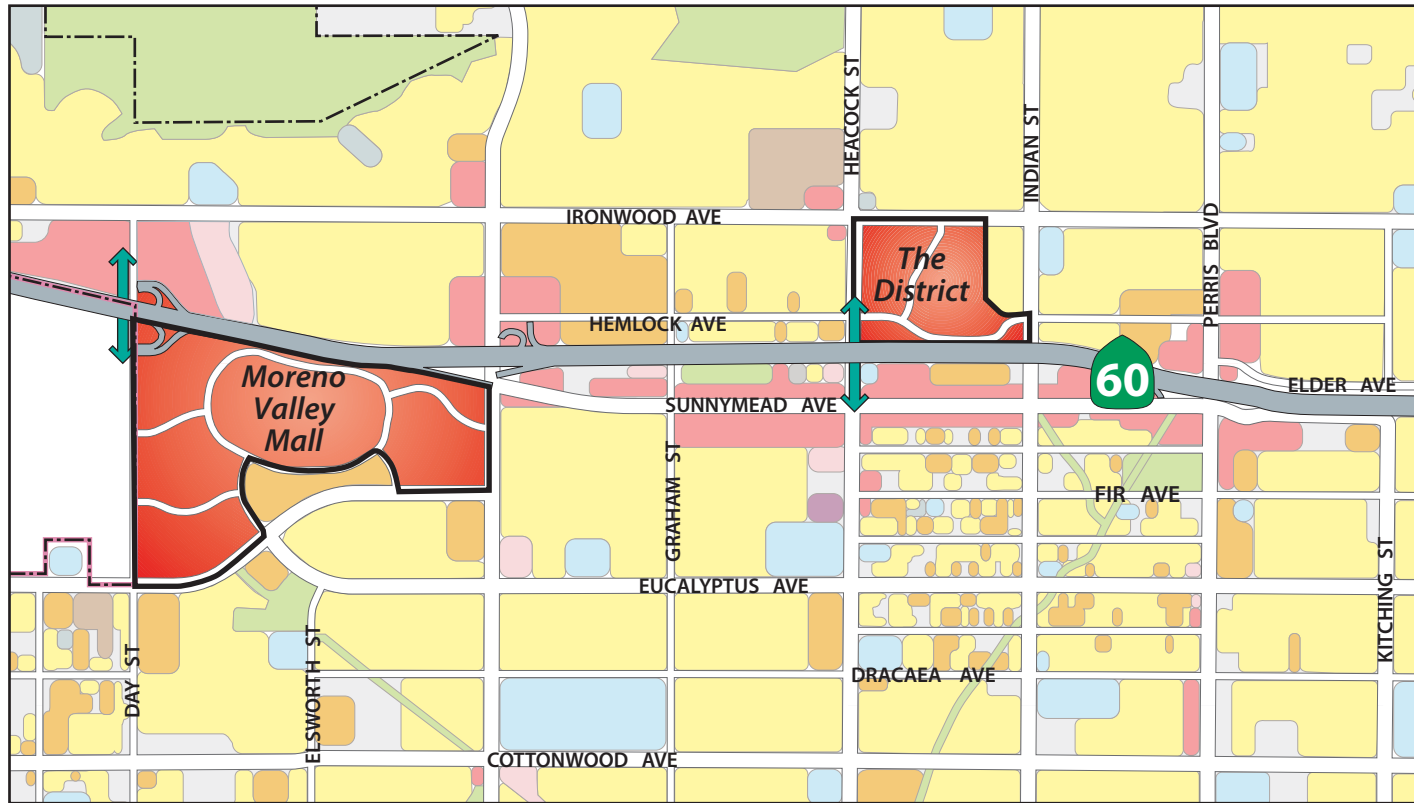 HEACOCK ST
INDIAN ST
PERRIS BLVD
IRONWOOD AVE
The
District
HEMLOCK AVE
60
Moreno
Valley
Mall
ELDER AVE
SUNNYMEAD AVE
GRAHAM ST
FIR AVE
KITCHING ST
EUCALYPTUS AVE
DAY ST
ELSWORTH ST
DRACAEA AVE
COTTONWOOD AVE